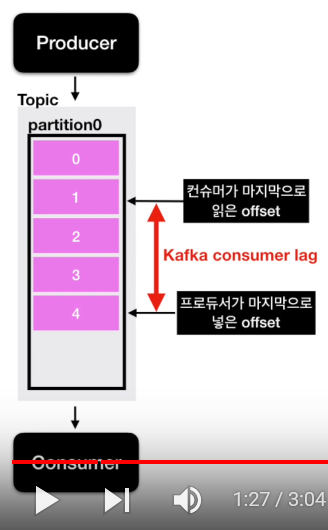 Producer
Topic
partition0
0
1
2
3
4
컨슈머가 마지막으로
읽은 offset
Kafka consumer lag
프로듀서가 마지막으로
넣은 offset
Consumer
1:27 / 3:04